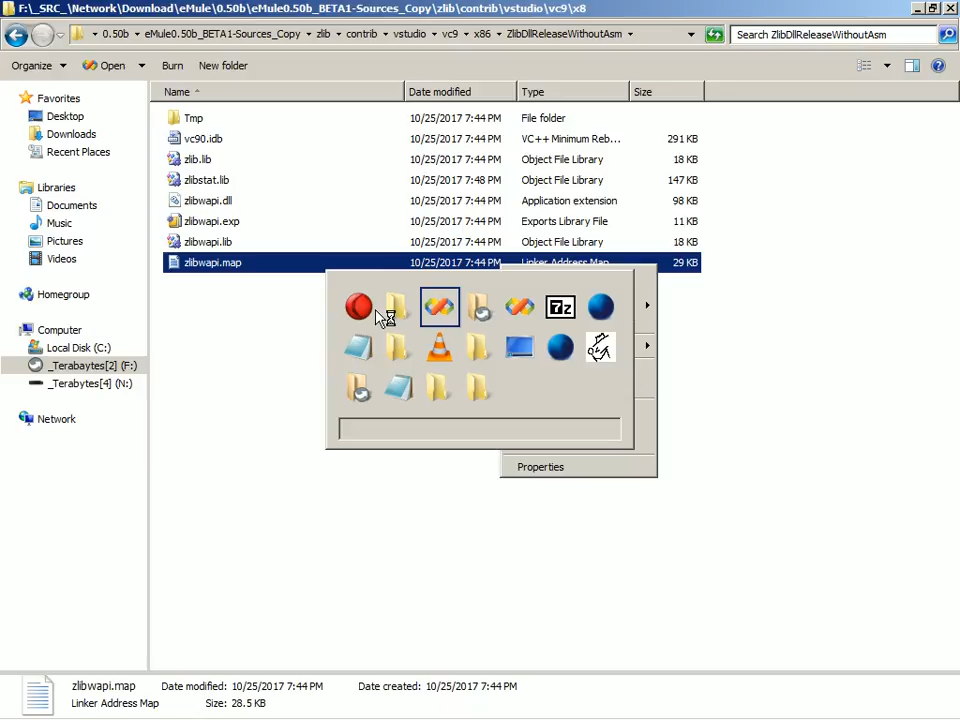 F:\_SRC_\Network\Download\eMule\0.50b\eMule0.50b_BETA1-Sources_Copy\zlib\contrib\vstudio\vc9\x8
0.50b
eMule0.50b_BETA1-Sources_Copy
zlib
contrib
vstudio
vc9
x86
ZlibDllReleaseWithoutAsm
Search ZlibDllReleaseWithoutAsm
Organize
Open
Burn
New folder
Name
Date modified
Type
Size
Favorites
Desktop
Downloads
Recent Places
Libraries
Documents
Music
Pictures
Videos
Homegroup
Computer
Local Disk (C:)
_Terabaytes[2] (F:)
_Terabytes[4] (N:)
Network
Tmp 10/25/2017 7:44 PM File folder
vc90.idb 10/25/2017 7:44 PM VC++ Minimum Reb... 291 KB
zlib.lib 10/25/2017 7:44 PM Object File Library 18 KB
zlibstat.lib 10/25/2017 7:48 PM Object File Library 147 KB
zlibwapi.dll 10/25/2017 7:44 PM Application extension 98 KB
zlibwapi.exp 10/25/2017 7:44 PM Exports Library File 11 KB
zlibwapi.lib 10/25/2017 7:44 PM Object File Library 18 KB
zlibwapi.map 10/25/2017 7:44 PM Linker Address Map 29 KB
7z
Properties
zlibwapi.map Date modified: 10/25/2017 7:44 PM Date created: 10/25/2017 7:44 PM
Linker Address Map Size: 28.5 KB